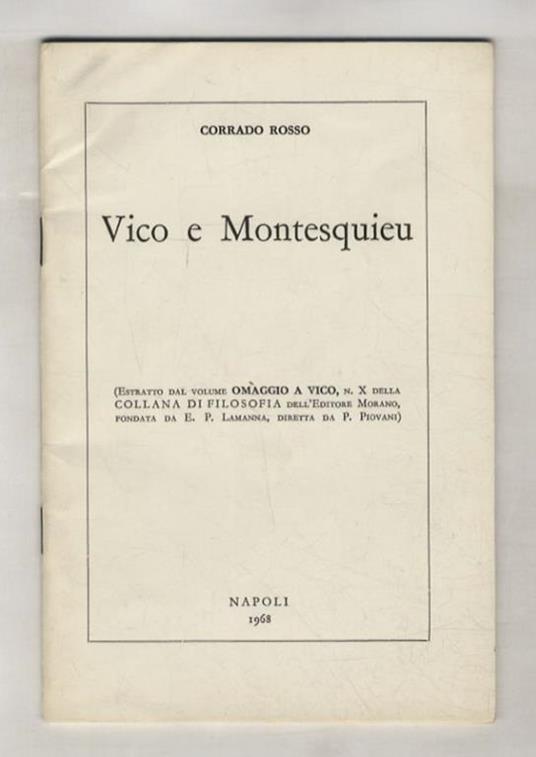 CORRADO ROSSO
Vico e Montesquieu
(ESTRATTO DAL VOLUME OMAGGIO A VICO, N. X DELLA
COLLANA DI FILOSOFIA DELL'EDITORE MORANO,
FONDATA DA E. P. LAMANNA, DIRETTA DA P. PIOVANI)
NAPOLI
1968